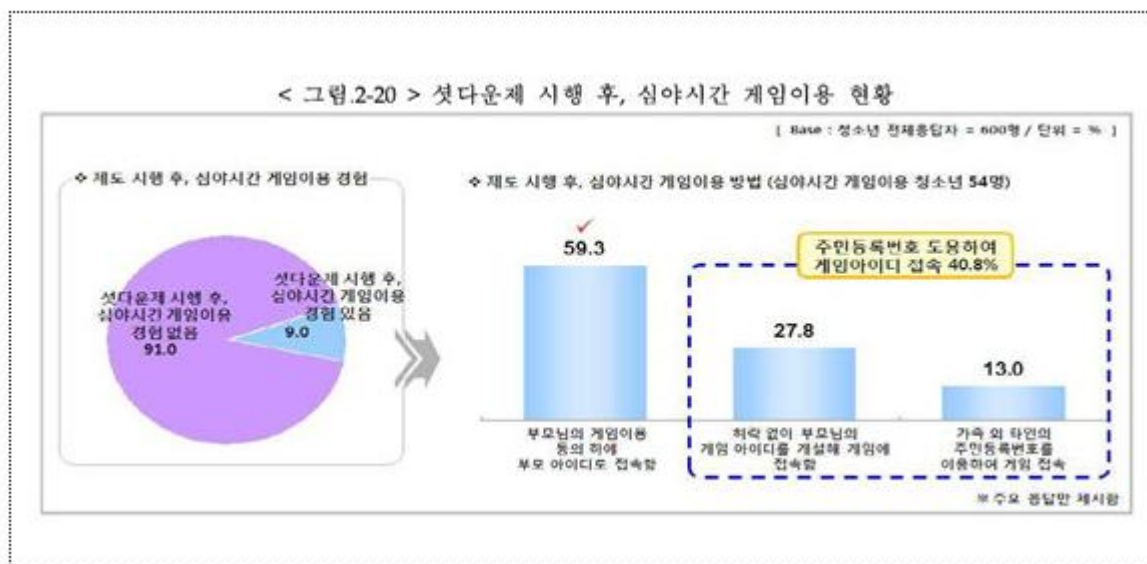 < 그림.2-20 > 셧다운제 시행 후, 심야시간 게임이용 현황
[ Base : 청소년 전체응답자 = 600명 / 단위 = % ]
❖ 제도 시행 후, 심야시간 게임이용 경험
셧다운제 시행 후,
심야시간 게임이용
경험 없음
91.0
셧다운제 시행 후,
심야시간 게임이용
경험 있음
9.0
❖ 제도 시행 후, 심야시간 게임이용 방법 (심야시간 게임이용 청소년 54명)
주민등록번호 도용하여
게임아이디 접속 40.8%
59.3
27.8
13.0
부모님의 게임이용
동의 하에
부모 아이디로 접속함
허락 없이 부모님의
게임 아이디를 개설해 게임에
접속함
가족 외 타인의
주민등록번호를
이용하여 게임 접속
※ 주요 응답만 제시함